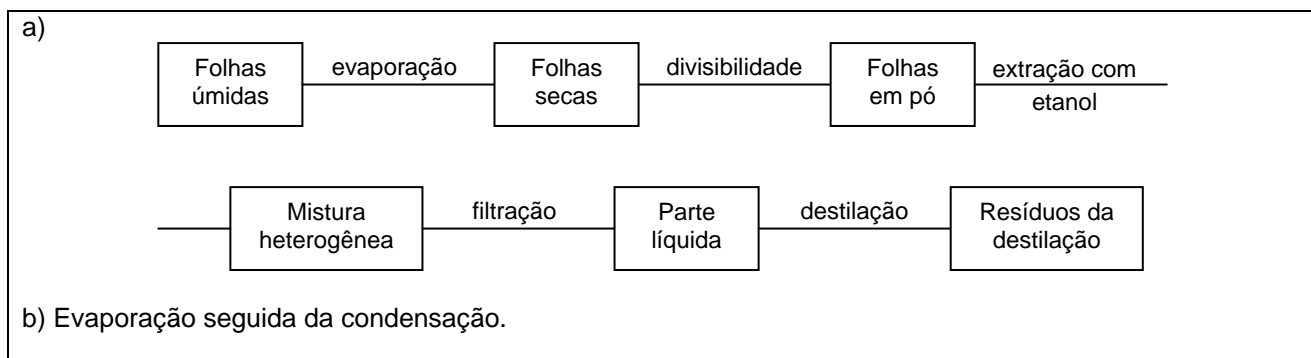 a)
Folhas úmidas evaporação Folhas secas divisibilidade Folhas em pó extração com etanol
Mistura heterogênea filtração Parte líquida destilação Resíduos da destilação
b) Evaporação seguida da condensação.